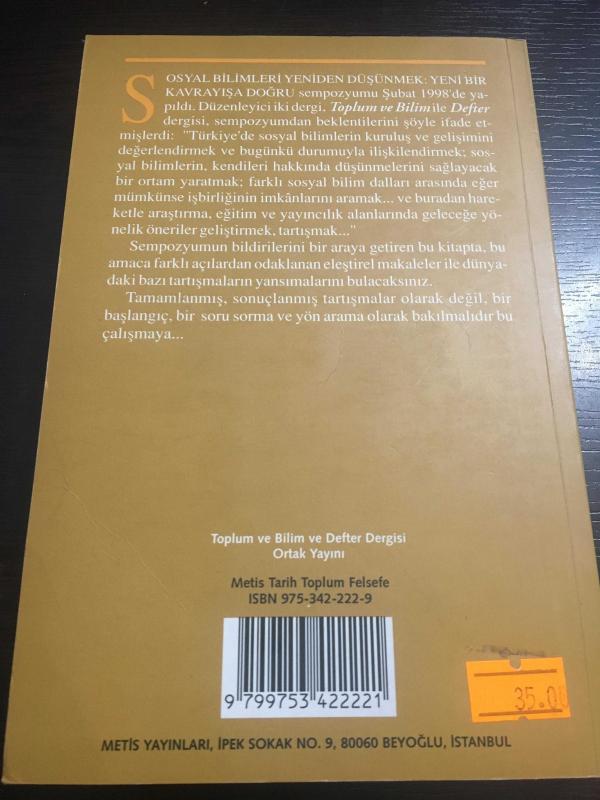 SOSYAL BİLİMLERİ YENİDEN DÜŞÜNMEK: YENİ BİR
KAVRAYIŞA DOĞRU sempozyumu Şubat 1998'de ya-
pıldı. Düzenleyici iki dergi, Toplum ve Bilim ile Defter
dergisi, sempozyumdan beklentilerini şöyle ifade et-
mişlerdi: "Türkiye'de sosyal bilimlerin kuruluş ve gelişimini
değerlendirmek ve bugünkü durumuyla ilişkilendirmek; sos-
yal bilimlerin, kendileri hakkında düşünmelerini sağlayacak
bir ortam yaratmak; farklı sosyal bilim dalları arasında eğer
mümkünse işbirliğinin imkânlarını aramak... ve buradan hare-
ketle araştırma, eğitim ve yayıncılık alanlarında geleceğe yö-
nelik öneriler geliştirmek, tartışmak..."
Sempozyumun bildirilerini bir araya getiren bu kitapta, bu
amaca farklı açılardan odaklanan eleştirel makaleler ile dünya-
daki bazı tartışmaların yansımalarını bulacaksınız.
Tamamlanmış, sonuçlanmış tartışmalar olarak değil, bir
başlangıç, bir soru sorma ve yön arama olarak bakılmalıdır bu
çalışmaya...
Toplum ve Bilim ve Defter Dergisi
Ortak Yayını
Metis Tarih Toplum Felsefe
ISBN 975-342-222-9
9 799753 422221
35.00
METİS YAYINLARI, İPEK SOKAK NO. 9, 80060 BEYOĞLU, İSTANBUL